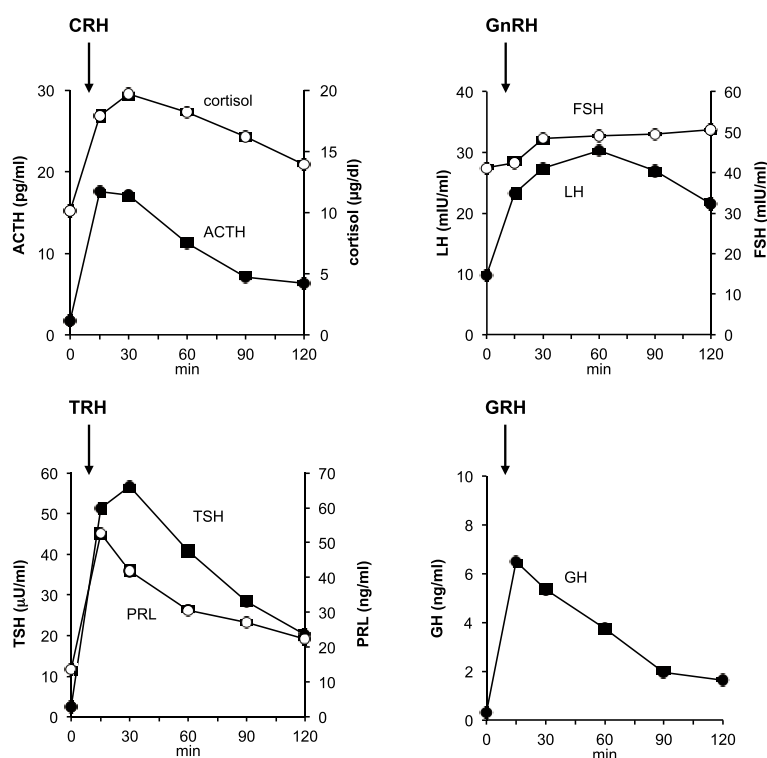 CRH
30
20
10
0
ACTH (pg/ml)
20
15
10
5
0
cortisol (µg/dl)
cortisol
ACTH
0 30 60 90 120
min
GnRH
40
30
20
10
0
LH (mIU/ml)
60
50
40
30
20
10
0
FSH (mIU/ml)
FSH
LH
0 30 60 90 120
min
TRH
60
50
40
30
20
10
0
TSH (µU/ml)
70
60
50
40
30
20
10
0
PRL (ng/ml)
TSH
PRL
0 30 60 90 120
min
GRH
10
8
6
4
2
0
GH (ng/ml)
GH
0 30 60 90 120
min